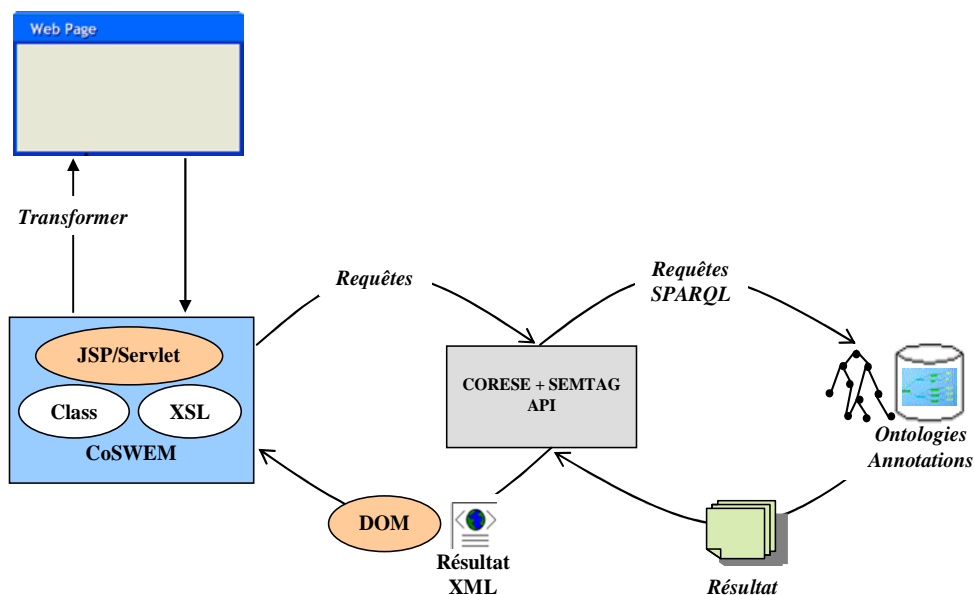 Web Page
Transformer
Requêtes
Requêtes
SPARQL
JSP/Servlet
Class
XSL
CoSWEM
CORESE + SEMTAG
API
Ontologies
Annotations
DOM
Résultat
XML
Résultat